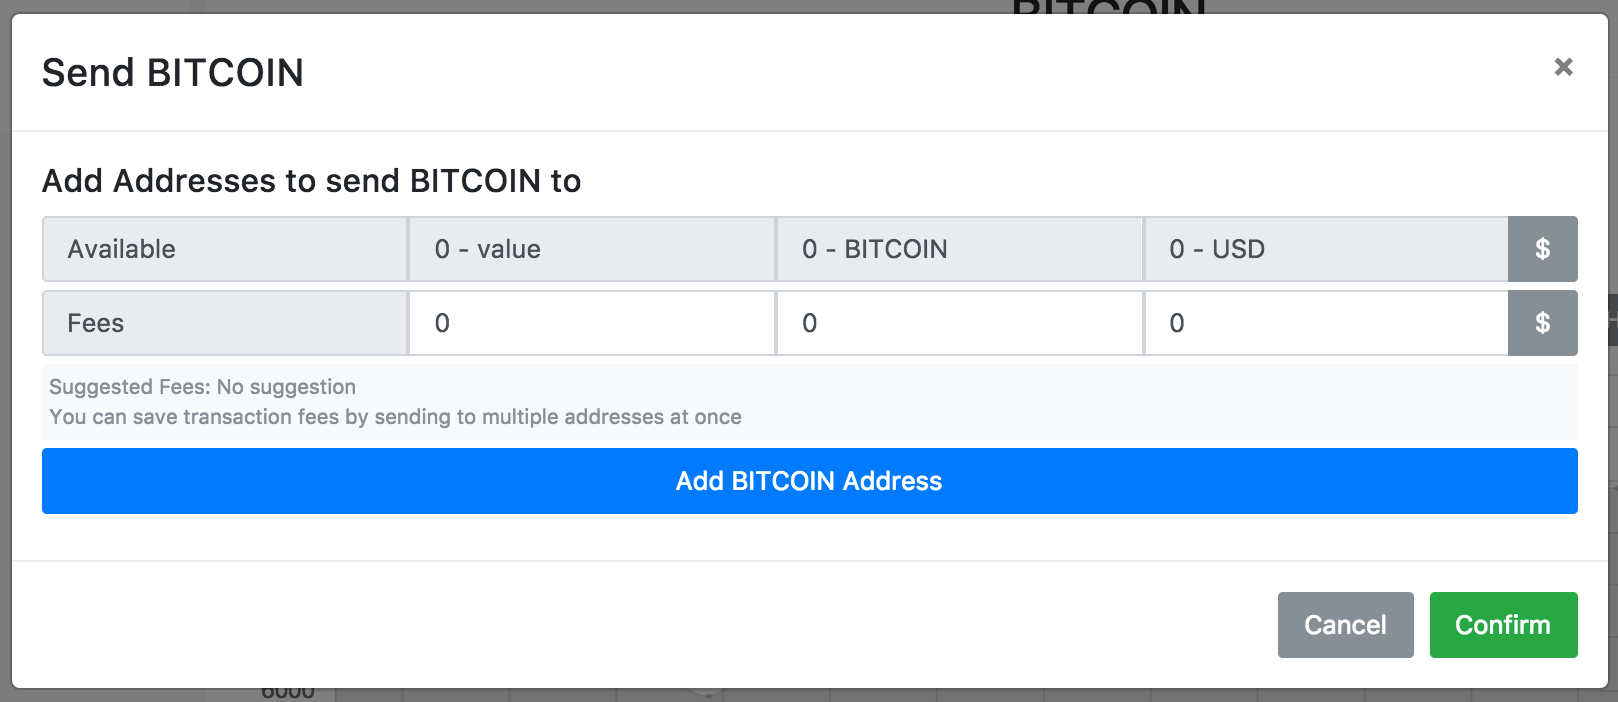 BITCOIN
Send BITCOIN ×
Add Addresses to send BITCOIN to
Available 0 - value 0 - BITCOIN 0 - USD $
Fees 0 0 0 $
Suggested Fees: No suggestion
You can save transaction fees by sending to multiple addresses at once
Add BITCOIN Address
Cancel Confirm
6000